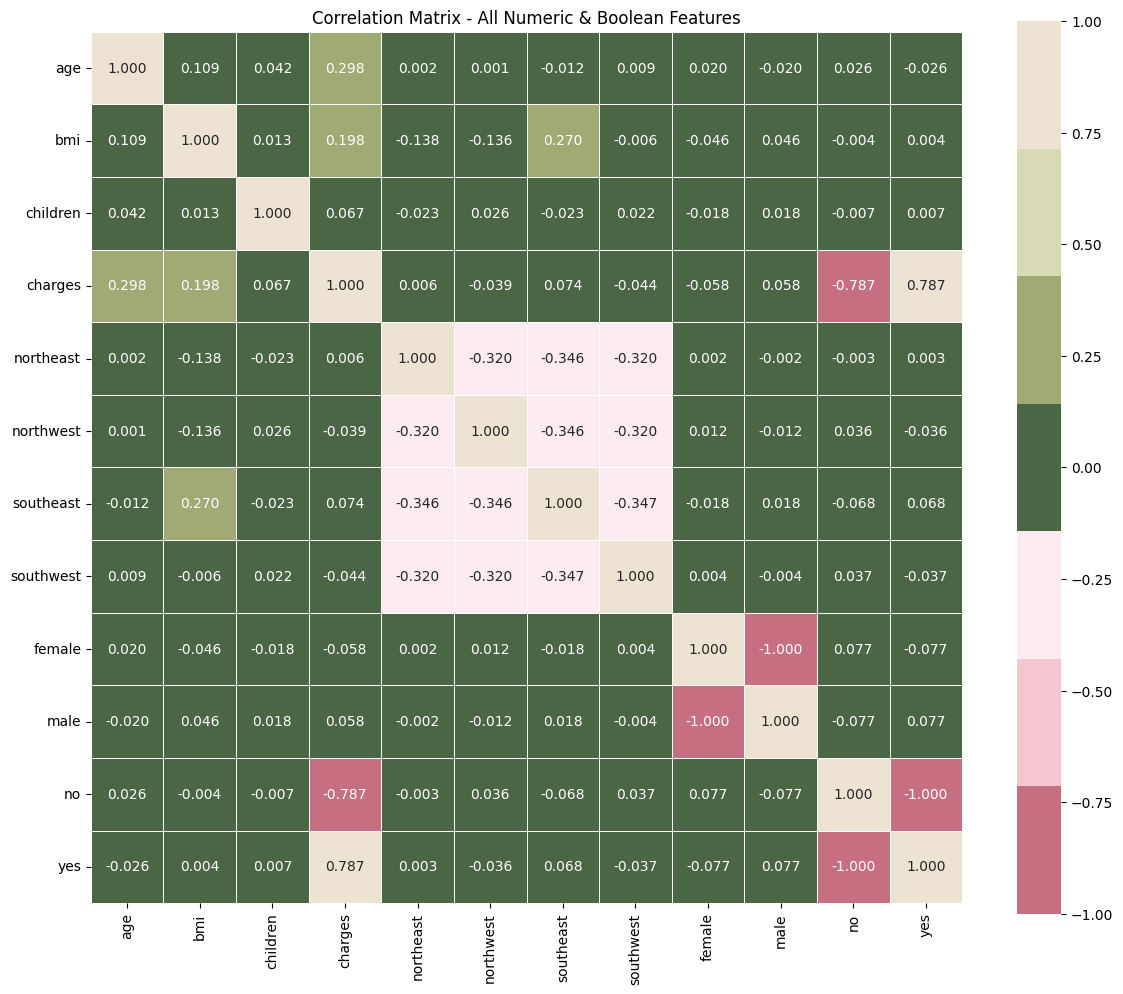 Correlation Matrix - All Numeric & Boolean Features
age 1.000 0.109 0.042 0.298 0.002 0.001 -0.012 0.009 0.020 -0.020 0.026 -0.026
bmi 0.109 1.000 0.013 0.198 -0.138 -0.136 0.270 -0.006 -0.046 0.046 -0.004 0.004
children 0.042 0.013 1.000 0.067 -0.023 0.026 -0.023 0.022 -0.018 0.018 -0.007 0.007
charges 0.298 0.198 0.067 1.000 0.006 -0.039 0.074 -0.044 -0.058 0.058 -0.787 0.787
northeast 0.002 -0.138 -0.023 0.006 1.000 -0.320 -0.346 -0.320 0.002 -0.002 -0.003 0.003
northwest 0.001 -0.136 0.026 -0.039 -0.320 1.000 -0.346 -0.320 0.012 -0.012 0.036 -0.036
southeast -0.012 0.270 -0.023 0.074 -0.346 -0.346 1.000 -0.347 -0.018 0.018 -0.068 0.068
southwest 0.009 -0.006 0.022 -0.044 -0.320 -0.320 -0.347 1.000 0.004 -0.004 0.037 -0.037
female 0.020 -0.046 -0.018 -0.058 0.002 0.012 -0.018 0.004 1.000 -1.000 0.077 -0.077
male -0.020 0.046 0.018 0.058 -0.002 -0.012 0.018 -0.004 -1.000 1.000 -0.077 0.077
no 0.026 -0.004 -0.007 -0.787 -0.003 0.036 -0.068 0.037 0.077 -0.077 1.000 -1.000
yes -0.026 0.004 0.007 0.787 0.003 -0.036 0.068 -0.037 -0.077 0.077 -1.000 1.000
age bmi children charges northeast northwest southeast southwest female male no yes
1.00
0.75
0.50
0.25
0.00
−0.25
−0.50
−0.75
−1.00